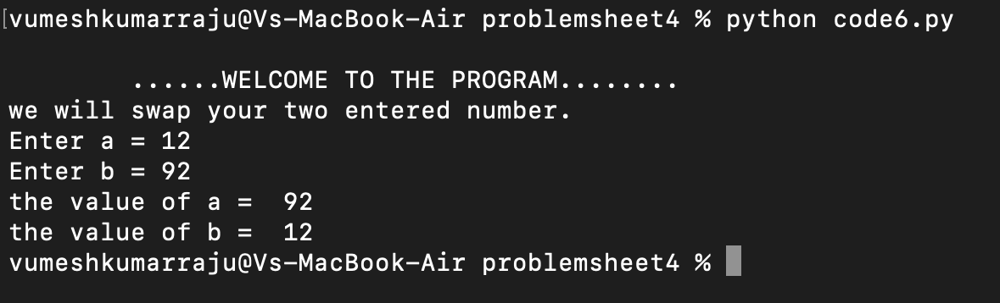 [vumeshkumarraju@Vs-MacBook-Air problemsheet4 % python code6.py
......WELCOME TO THE PROGRAM........
we will swap your two entered number.
Enter a = 12
Enter b = 92
the value of a =  92
the value of b =  12
vumeshkumarraju@Vs-MacBook-Air problemsheet4 %